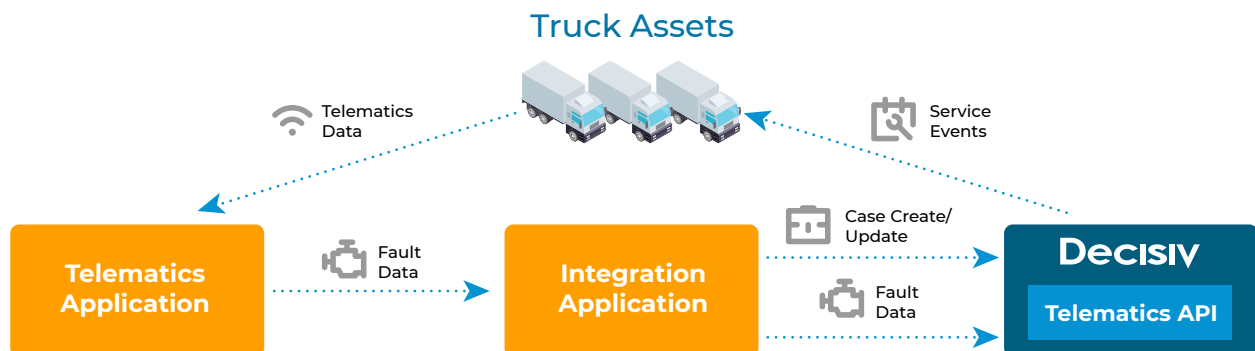 Truck Assets
Telematics
Data
Service
Events
Telematics
Application
Fault
Data
Integration
Application
Case Create/
Update
Fault
Data
Decisiv
Telematics API